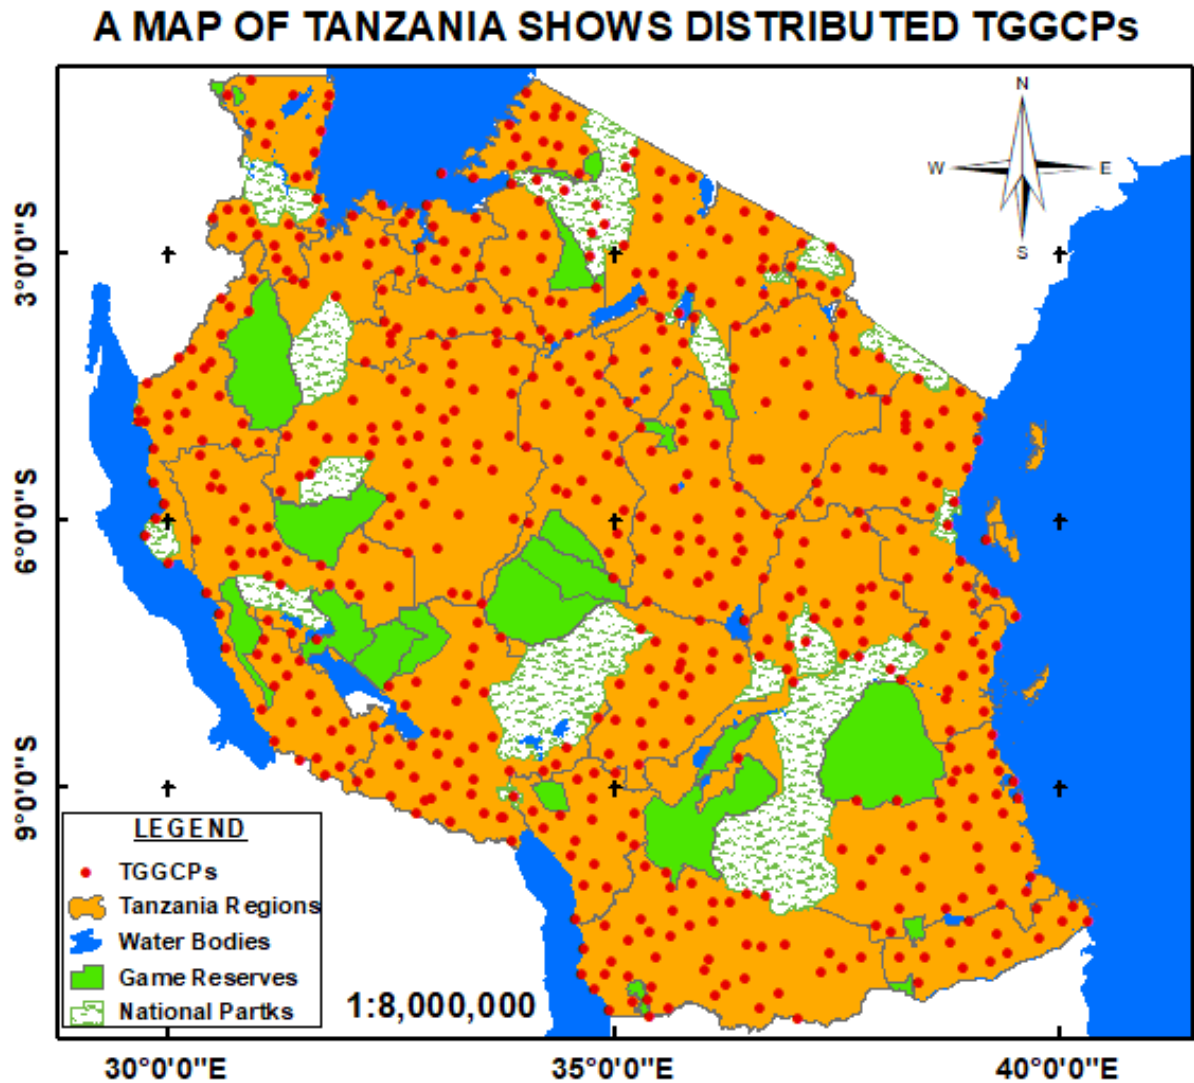 A MAP OF TANZANIA SHOWS DISTRIBUTED TGGCPs
N
W
E
S
3°0'0"S
6°0'0"S
9°0'0"S
LEGEND
TGGCPs
Tanzania Regions
Water Bodies
Game Reserves
National Partks
1:8,000,000
30°0'0"E
35°0'0"E
40°0'0"E